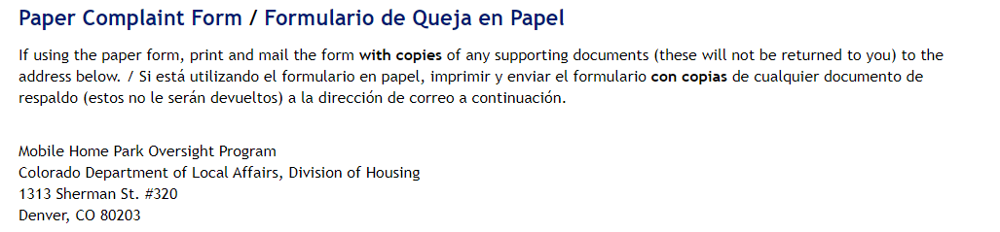 Paper Complaint Form / Formulario de Queja en Papel
If using the paper form, print and mail the form with copies of any supporting documents (these will not be returned to you) to the
address below. / Si está utilizando el formulario en papel, imprimir y enviar el formulario con copias de cualquier documento de
respaldo (estos no le serán devueltos) a la dirección de correo a continuación.
Mobile Home Park Oversight Program
Colorado Department of Local Affairs, Division of Housing
1313 Sherman St. #320
Denver, CO 80203